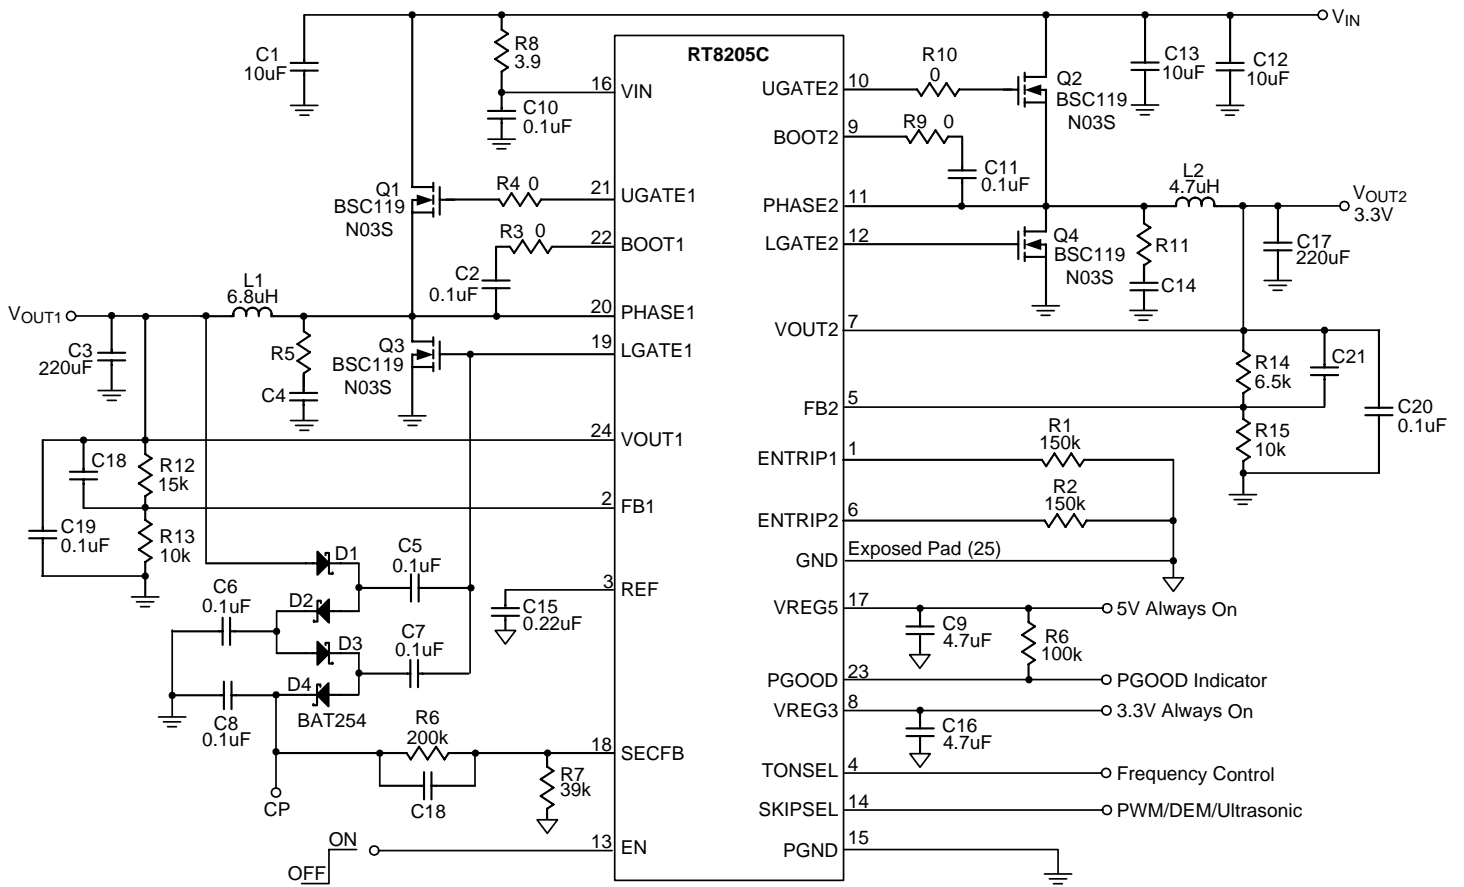 V_IN
C1
10uF
R8
3.9
RT8205C
R10
0
Q2
BSC119
N03S
C13
10uF
C12
10uF
16
VIN
C10
0.1uF
UGATE2
10
9
BOOT2
R9 0
C11
0.1uF
L2
4.7uH
Q1
BSC119
N03S
R4 0
21
UGATE1
PHASE2
11
V_OUT2
3.3V
R3 0
22
BOOT1
LGATE2
12
Q4
BSC119
N03S
R11
C14
C17
220uF
C2
0.1uF
L1
6.8uH
V_OUT1
20
PHASE1
19
LGATE1
VOUT2
7
C3
220uF
R5
C4
Q3
BSC119
N03S
R14
6.5k
C21
FB2
5
C20
0.1uF
R15
10k
24
VOUT1
R1
150k
ENTRIP1
1
C18
R12
15k
R2
150k
2
FB1
ENTRIP2
6
C19
0.1uF
R13
10k
GND
Exposed Pad (25)
D1
C5
0.1uF
3
REF
C6
0.1uF
D2
C15
0.22uF
VREG5
17
5V Always On
C9
4.7uF
R6
100k
D3
C7
0.1uF
PGOOD
23
PGOOD Indicator
D4
BAT254
C8
0.1uF
VREG3
8
3.3V Always On
C16
4.7uF
R6
200k
18
SECFB
C18
R7
39k
CP
TONSEL
4
Frequency Control
SKIPSEL
14
PWM/DEM/Ultrasonic
ON
OFF
13
EN
PGND
15